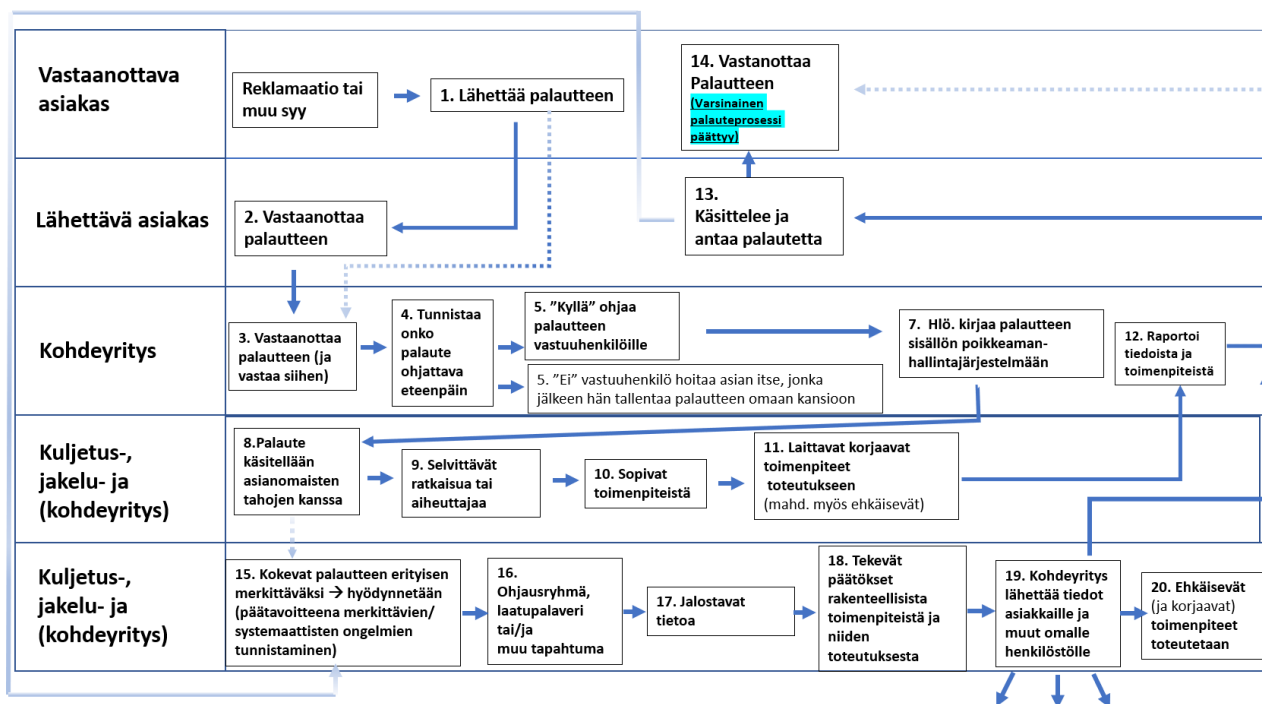 Vastaanottava
asiakas
Reklamaatio tai
muu syy
1. Lähettää palautteen
14. Vastanottaa
Palautteen
(Varsinainen
palauteprosessi
päättyy)
Lähettävä asiakas
2. Vastaanottaa
palautteen
13.
Käsittelee ja
antaa palautetta
Kohdeyritys
3. Vastaanottaa
palautteen (ja
vastaa siihen)
4. Tunnistaa
onko
palaute
ohjattava
eteenpäin
5. ”Kyllä” ohjaa
palautteen
vastuuhenkilöille
5. ”Ei” vastuuhenkilö hoitaa asian itse, jonka
jälkeen hän tallentaa palautteen omaan kansioon
7. Hlö. kirjaa palautteen
sisällön poikkeaman-
hallintajärjestelmään
12. Raportoi
tiedoista ja
toimenpiteistä
Kuljetus-,
jakelu- ja
(kohdeyritys)
8.Palaute
käsitellään
asianomaisten
tahojen kanssa
9. Selvittävät
ratkaisua tai
aiheuttajaa
10. Sopivat
toimenpiteistä
11. Laittavat korjaavat
toimenpiteet
toteutukseen
(mahd. myös ehkäisevät)
Kuljetus-,
jakelu- ja
(kohdeyritys)
15. Kokevat palautteen erityisen
merkittäväksi → hyödynnetään
(päätavoitteena merkittävien/
systemaattisten ongelmien
tunnistaminen)
16.
Ohjausryhmä,
laatupalaveri
tai/ja
muu tapahtuma
17. Jalostavat
tietoa
18. Tekevät
päätökset
rakenteellisista
toimenpiteistä ja
niiden
toteutuksesta
19. Kohdeyritys
lähettää tiedot
asiakkaille ja
muut omalle
henkilöstölle
20. Ehkäisevät
(ja korjaavat)
toimenpiteet
toteutetaan